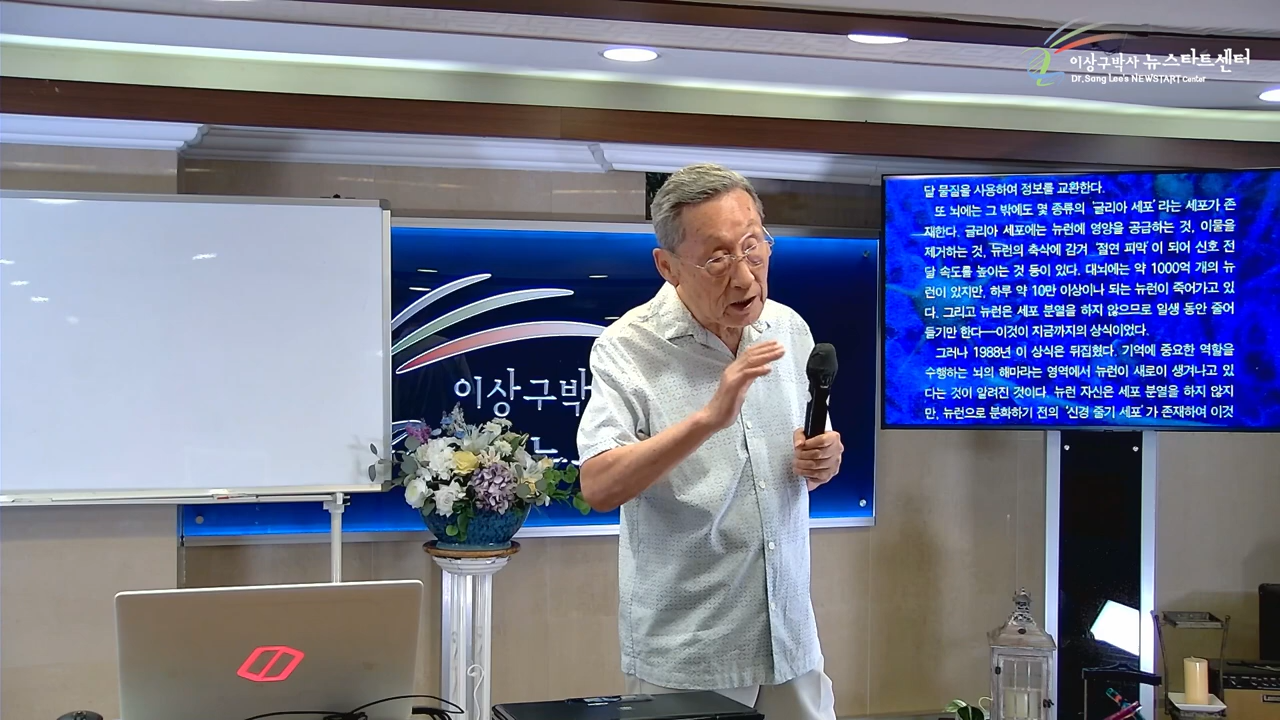 이상구박사 뉴스타트센터
Dr.Sang Lee's NEWSTART Center
달 물질을 사용하여 정보를 교환한다.
또 뇌에는 그 밖에도 몇 종류의 '글리아 세포'라는 세포가 존
재한다. 글리아 세포에는 뉴런에 영양을 공급하는 것, 이물을
제거하는 것, 뉴런의 축삭에 감겨 '절연 피막'이 되어 신호 전
달 속도를 높이는 것 등이 있다. 대뇌에는 약 1000억 개의 뉴
런이 있지만, 하루 약 10만 이상이나 되는 뉴런이 죽어가고 있
다. 그리고 뉴런은 세포 분열을 하지 않으므로 일생 동안 줄어
들기만 한다—이것이 지금까지의 상식이었다.
그러나 1988년 이 상식은 뒤집혔다. 기억에 중요한 역할을
수행하는 뇌의 해마라는 영역에서 뉴런이 새로이 생겨나고 있
다는 것이 알려진 것이다. 뉴런 자신은 세포 분열을 하지 않지
만, 뉴런으로 분화하기 전의 '신경 줄기 세포'가 존재하여 이것
이상구박